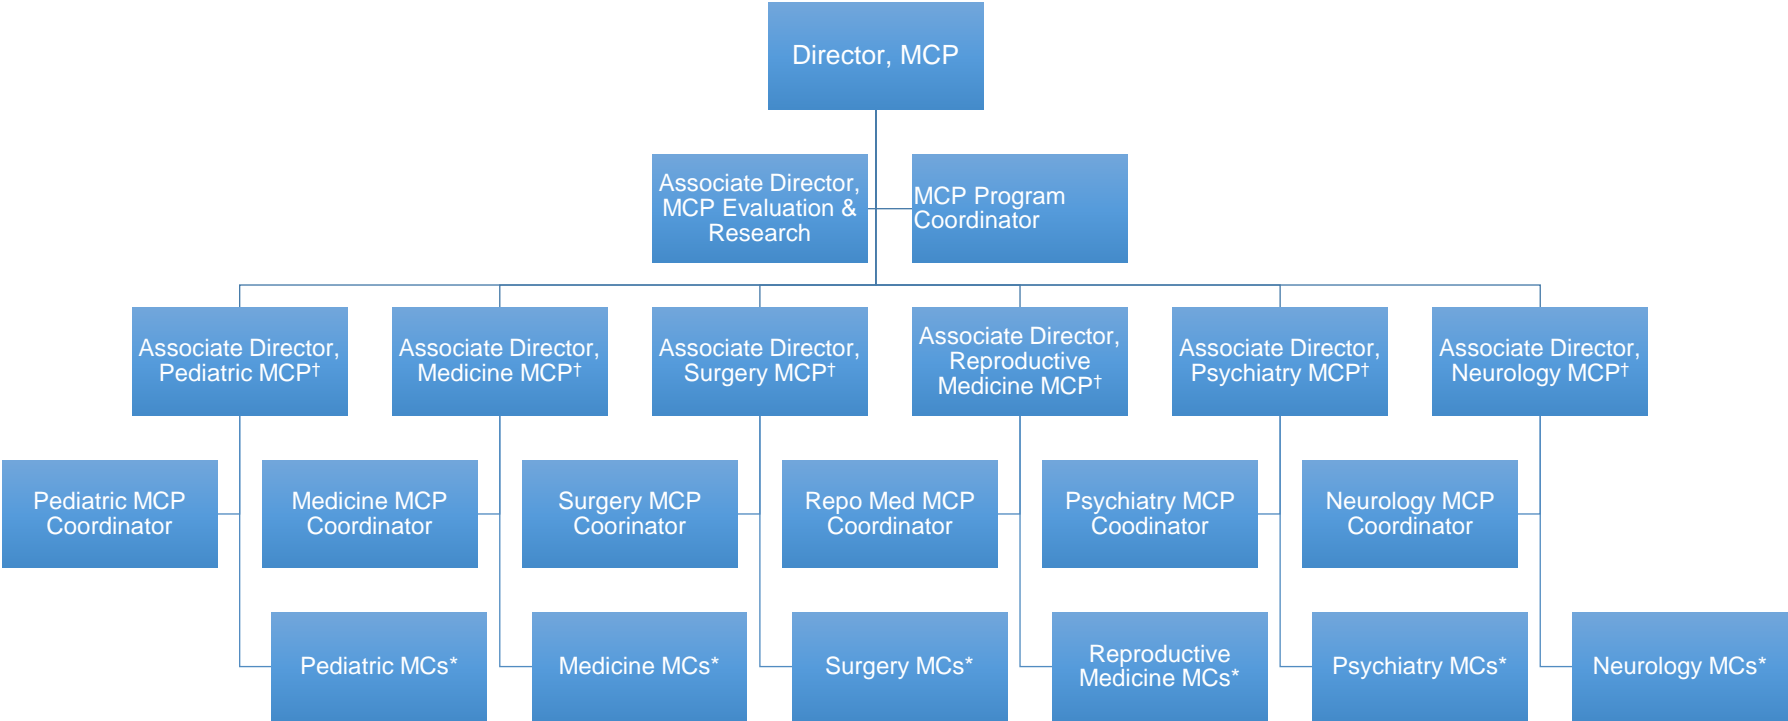 Director, MCP
Associate Director,
MCP Evaluation &
Research
MCP Program
Coordinator
Associate Director,
Pediatric MCP†
Associate Director,
Medicine MCP†
Associate Director,
Surgery MCP†
Associate Director,
Reproductive
Medicine MCP†
Associate Director,
Psychiatry MCP†
Associate Director,
Neurology MCP†
Pediatric MCP
Coordinator
Medicine MCP
Coordinator
Surgery MCP
Coorinator
Repo Med MCP
Coordinator
Psychiatry MCP
Coodinator
Neurology MCP
Coordinator
Pediatric MCs*
Medicine MCs*
Surgery MCs*
Reproductive
Medicine MCs*
Psychiatry MCs*
Neurology MCs*